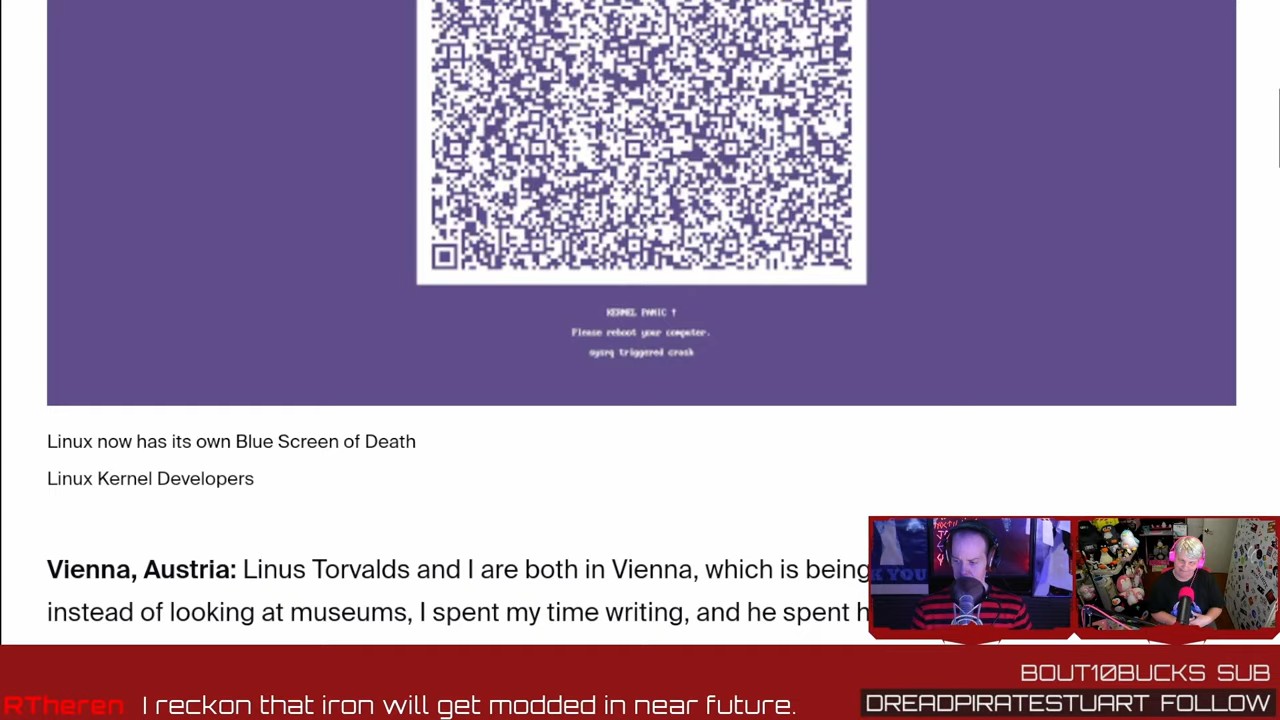 KERNEL PANIC !
Please reboot your computer.
sysrq triggered crash
Linux now has its own Blue Screen of Death
Linux Kernel Developers
Vienna, Austria: Linus Torvalds and I are both in Vienna, which is being
instead of looking at museums, I spent my time writing, and he spent h
K YOU
BOUT10BUCKS SUB
RTheren I reckon that iron will get modded in near future.
DREADPIRATESTUART FOLLOW